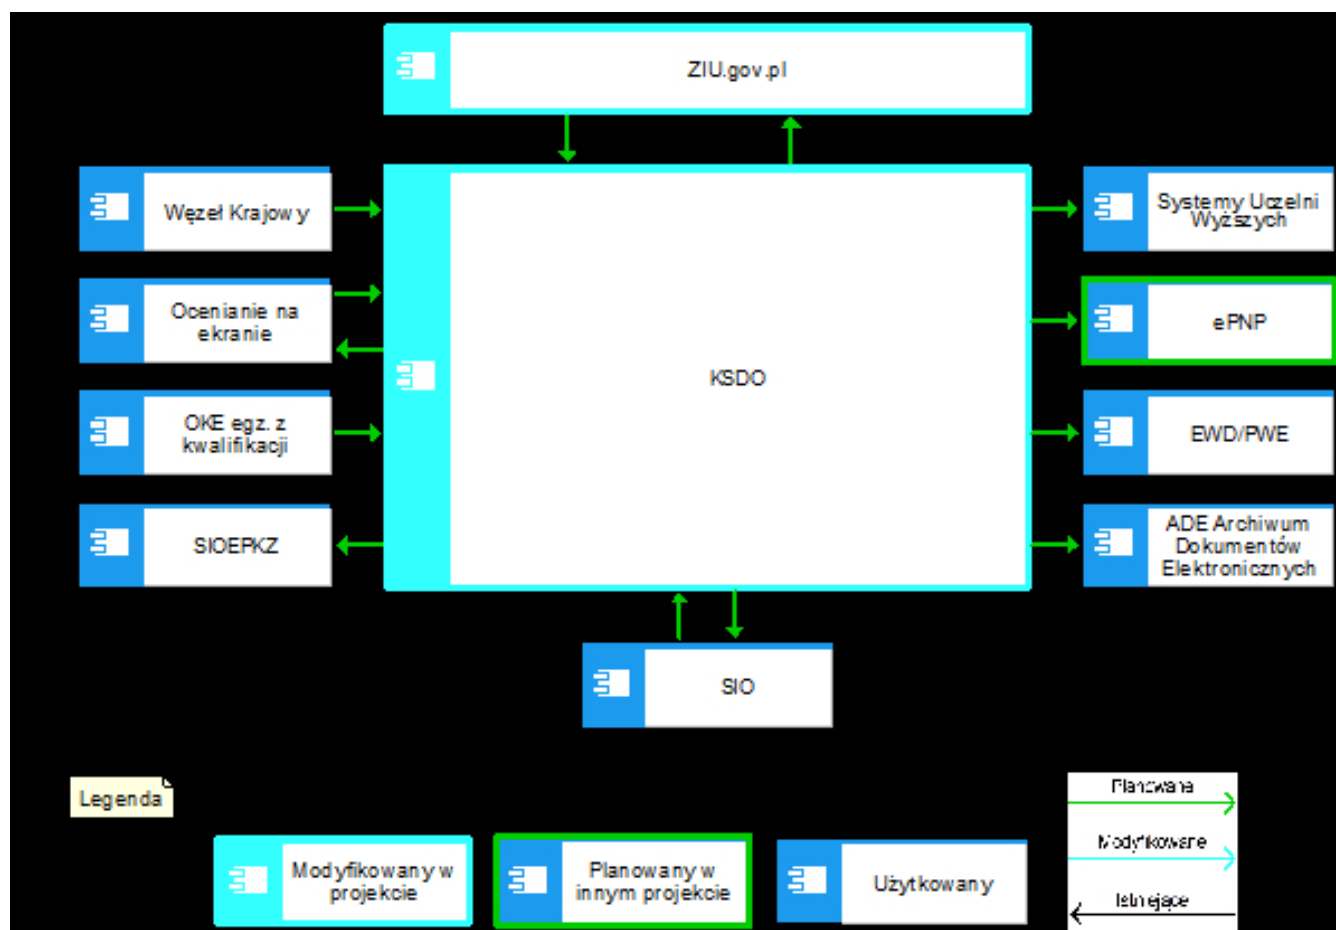 ZIU.gov.pl
Węzeł Krajowy
Ocenianie na
ekranie
OKE egz. z
kwalifikacji
SIOEPKZ
KSDO
Systemy Uczelni
Wyższych
ePNP
EWD/PWE
ADE Archiwum
Dokumentów
Elektronicznych
SIO
Legenda
Modyfikowany w
projekcie
Planowany w
innym projekcie
Użytkowany
Planowane
Modyfikowane
Istniejące